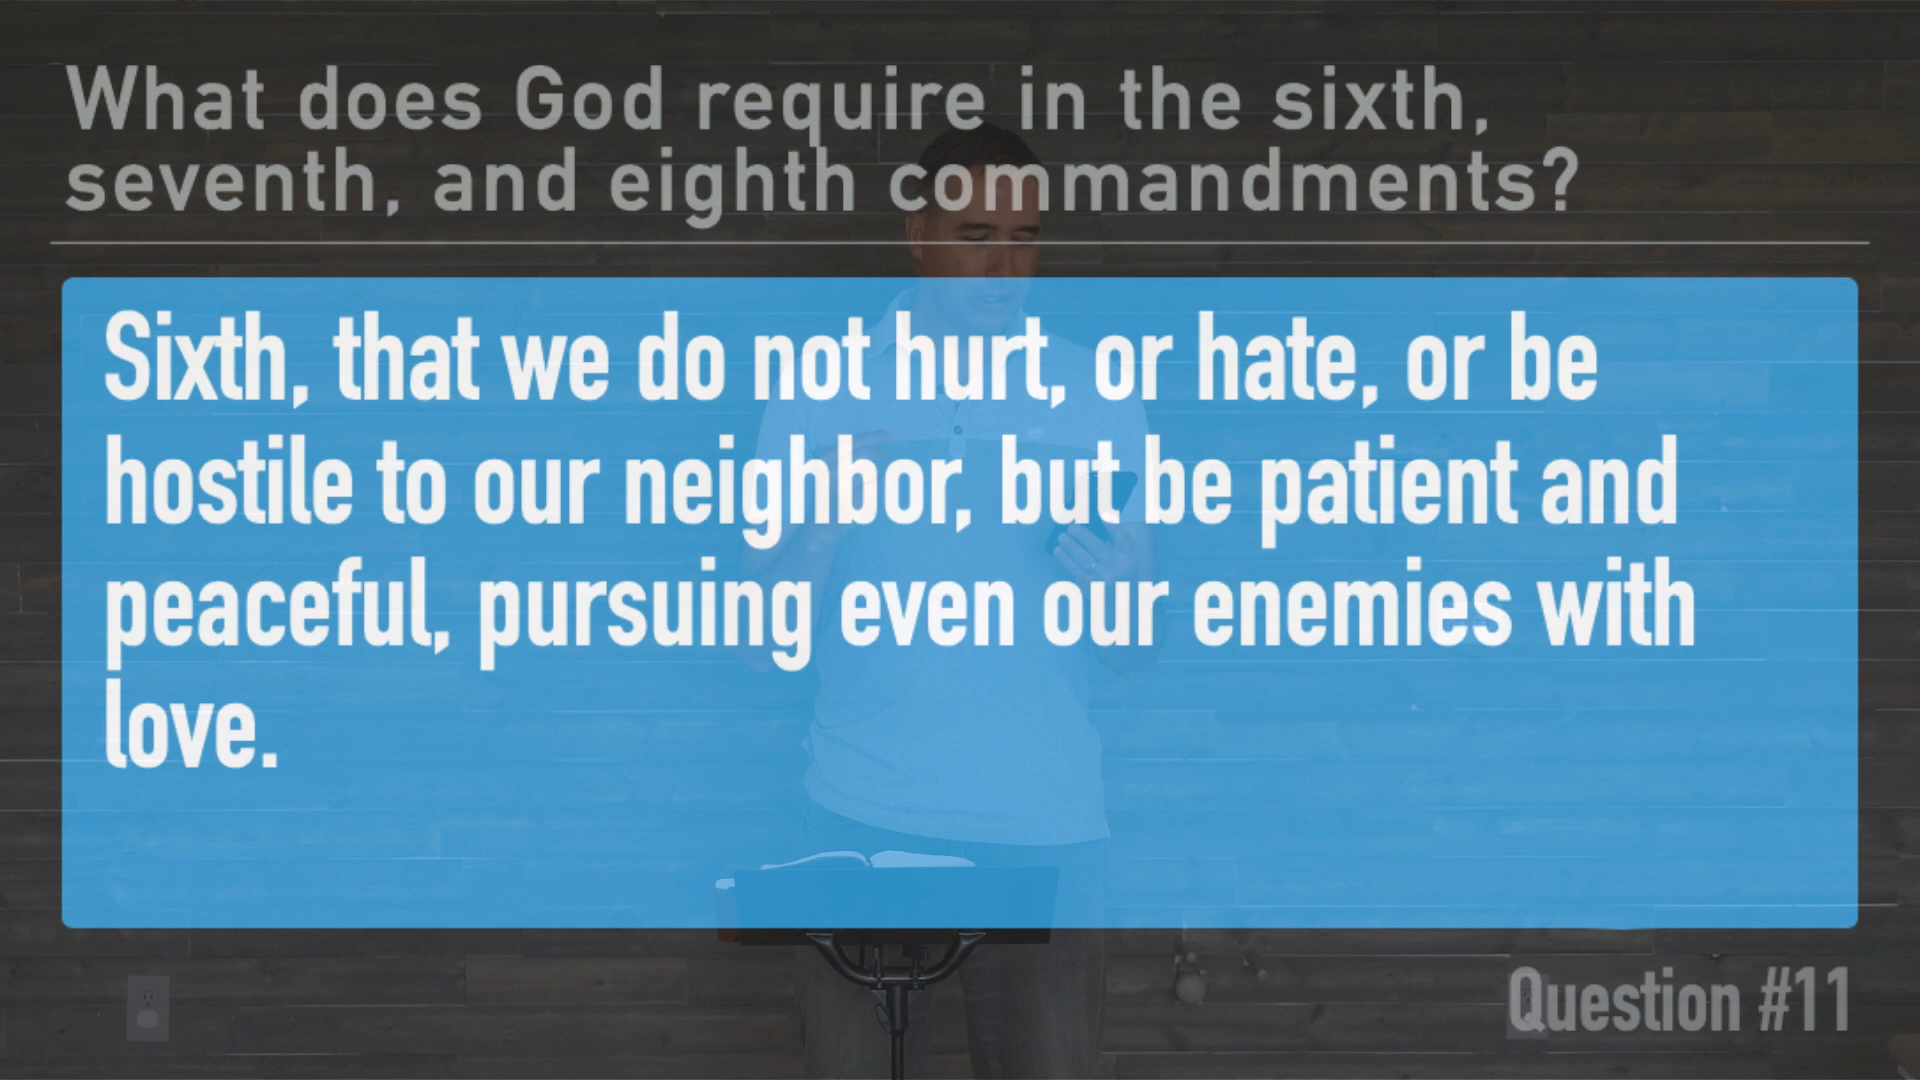 What does God require in the sixth,
seventh, and eighth commandments?
Sixth, that we do not hurt, or hate, or be
hostile to our neighbor, but be patient and
peaceful, pursuing even our enemies with
love.
Question #11